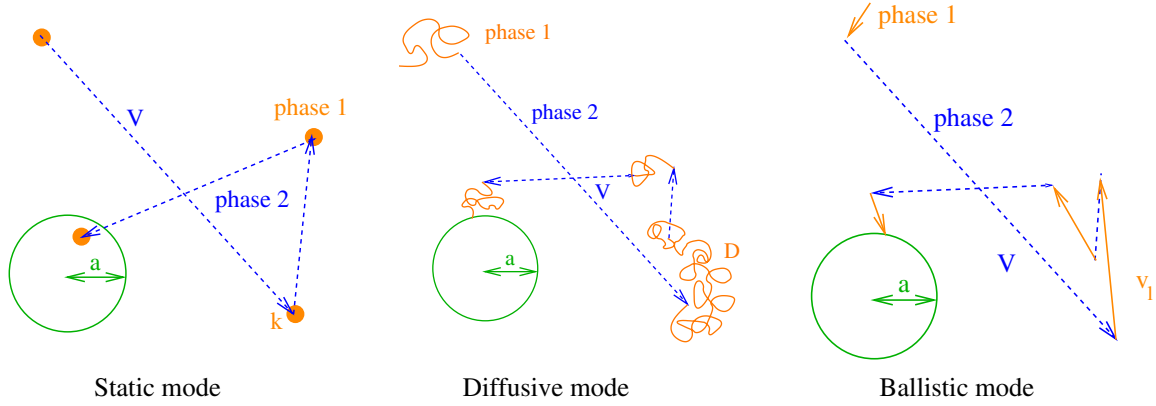 phase 1
V
phase 2
a
k
Static mode
phase 1
phase 2
V
D
a
Diffusive mode
phase 1
phase 2
V
v_l
a
Ballistic mode